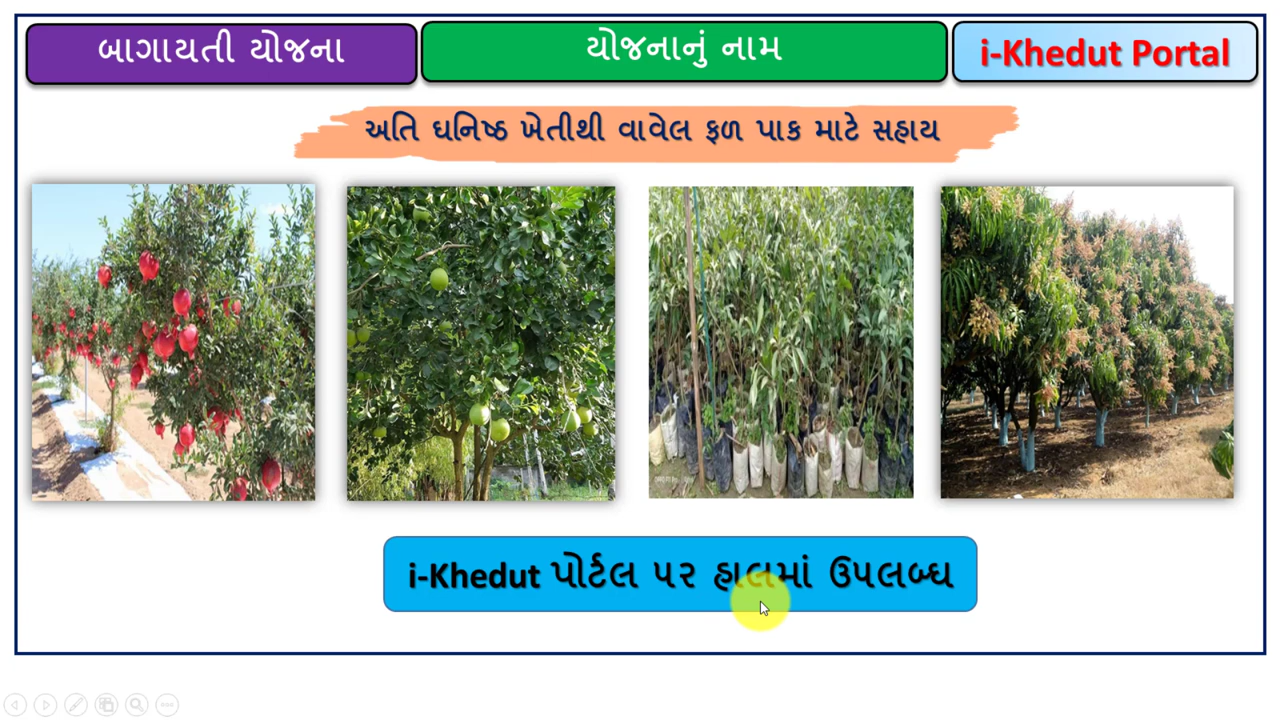 બાગાયતી યોજના
યોજનાનું નામ
i-Khedut Portal
અતિ ઘનિષ્ઠ ખેતીથી વાવેલ ફળ પાક માટે સહાય
i-Khedut પોર્ટલ પર હાલમાં ઉપલબ્ધ